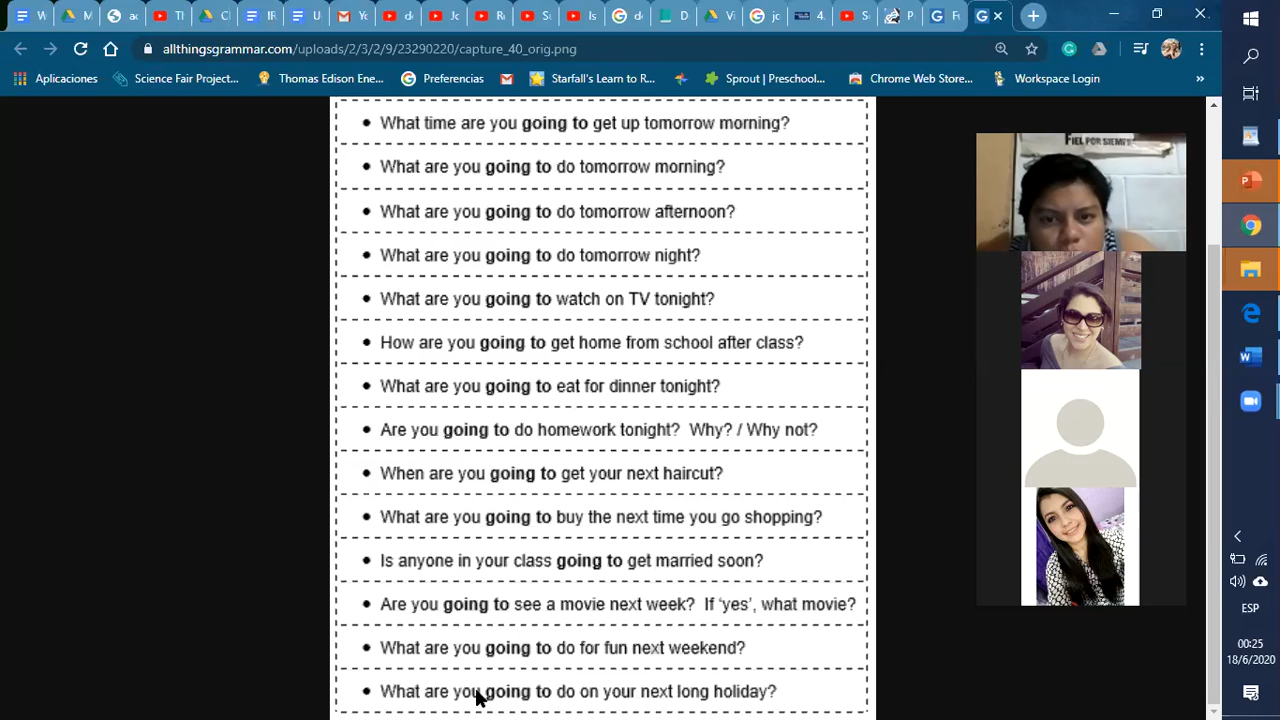 allthingsgrammar.com/uploads/2/3/2/9/23290220/capture_40_orig.png
Aplicaciones
Science Fair Project...
Thomas Edison Ene...
Preferencias
Starfall's Learn to R...
Sprout | Preschool...
Chrome Web Store...
Workspace Login
What time are you going to get up tomorrow morning?
What are you going to do tomorrow morning?
What are you going to do tomorrow afternoon?
What are you going to do tomorrow night?
What are you going to watch on TV tonight?
How are you going to get home from school after class?
What are you going to eat for dinner tonight?
Are you going to do homework tonight? Why? / Why not?
When are you going to get your next haircut?
What are you going to buy the next time you go shopping?
Is anyone in your class going to get married soon?
Are you going to see a movie next week? If ‘yes’, what movie?
What are you going to do for fun next weekend?
What are you going to do on your next long holiday?
FIEL POR SIEMP
ESP
00:25
18/6/2020